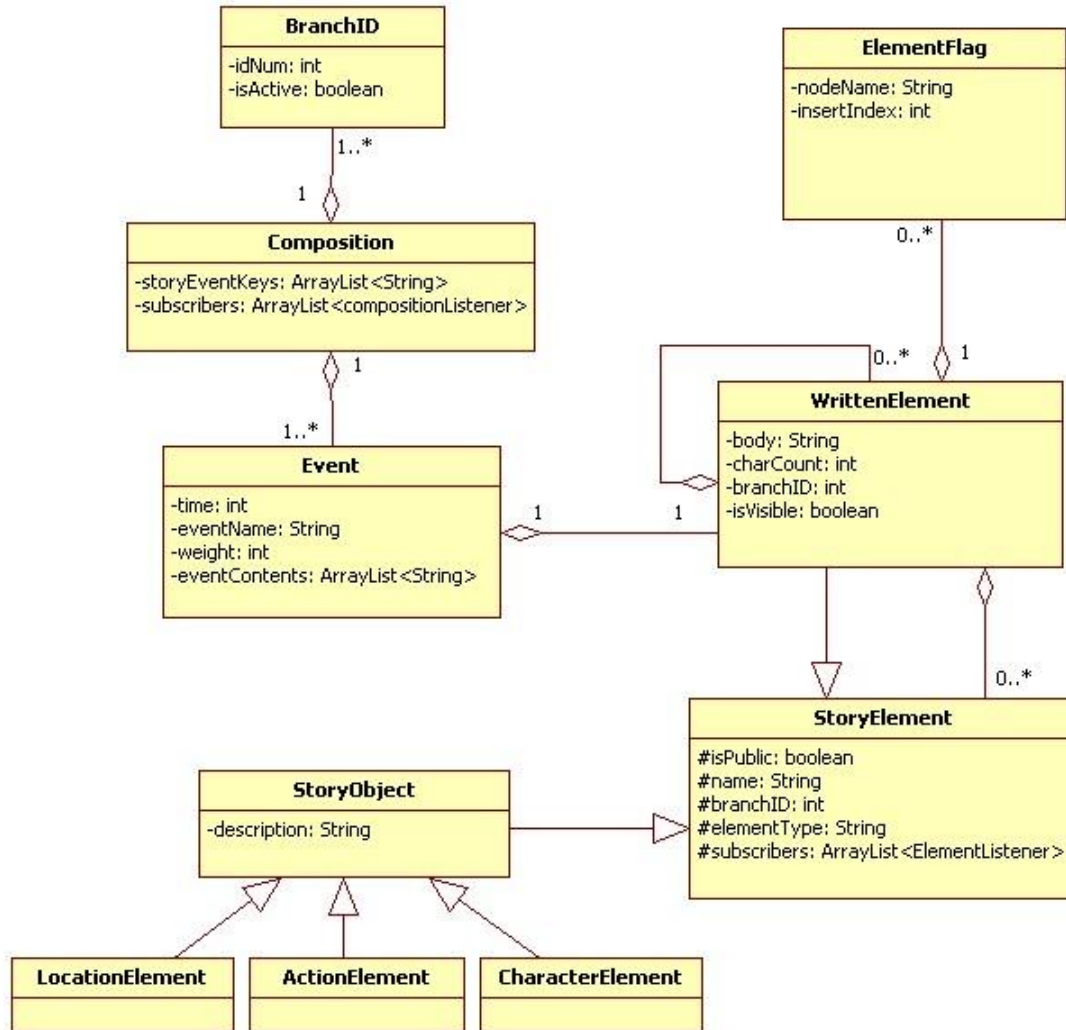 BranchID
-idNum: int
-isActive: boolean
1..*
1
Composition
-storyEventKeys: ArrayList<String>
-subscribers: ArrayList<compositionListener>
1
1..*
Event
-time: int
-eventName: String
-weight: int
-eventContents: ArrayList<String>
1
1
ElementFlag
-nodeName: String
-insertIndex: int
0..*
1
0..*
WrittenElement
-body: String
-charCount: int
-branchID: int
-isVisible: boolean
0..*
StoryElement
#isPublic: boolean
#name: String
#branchID: int
#elementType: String
#subscribers: ArrayList<ElementListener>
StoryObject
-description: String
LocationElement
ActionElement
CharacterElement